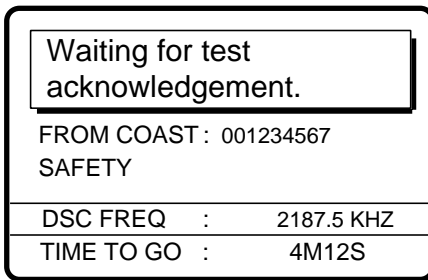 Waiting for test
acknowledgement.
FROM COAST : 001234567
SAFETY
DSC FREQ : 2187.5 KHZ
TIME TO GO : 4M12S